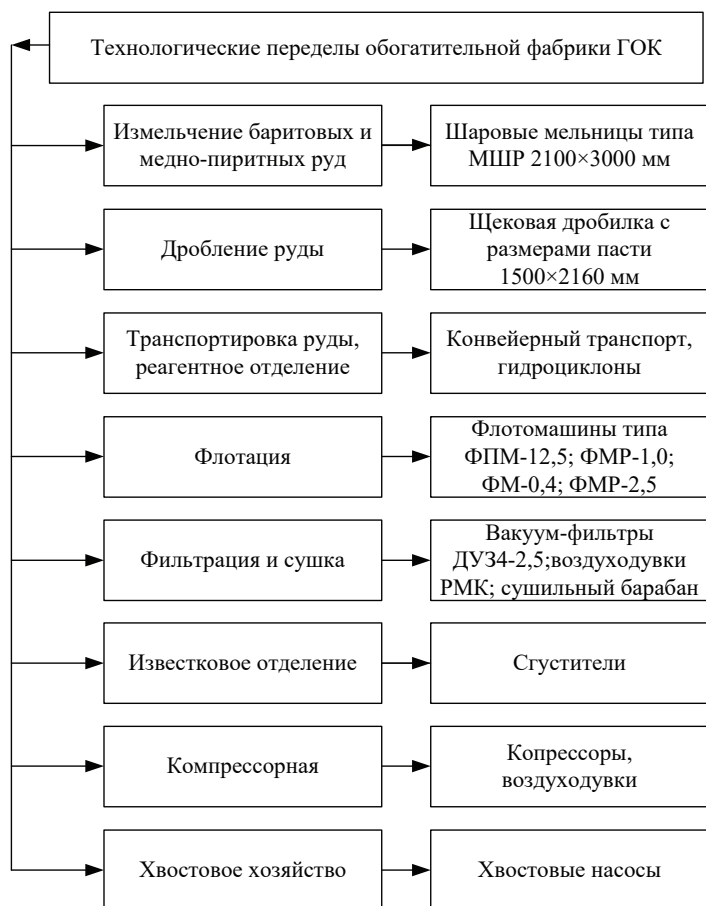 Технологические переделы обогатительной фабрики ГОК
Измельчение баритовых и
медно-пиритных руд
Шаровые мельницы типа
МШР 2100×3000 мм
Дробление руды
Щековая дробилка с
размерами пасти
1500×2160 мм
Транспортировка руды,
реагентное отделение
Конвейерный транспорт,
гидроциклоны
Флотация
Флотомашины типа
ФПМ-12,5; ФМР-1,0;
ФМ-0,4; ФМР-2,5
Фильтрация и сушка
Вакуум-фильтры
ДУЗ4-2,5;воздуходувки
РМК; сушильный барабан
Известковое отделение
Сгустители
Компрессорная
Копрессоры,
воздуходувки
Хвостовое хозяйство
Хвостовые насосы